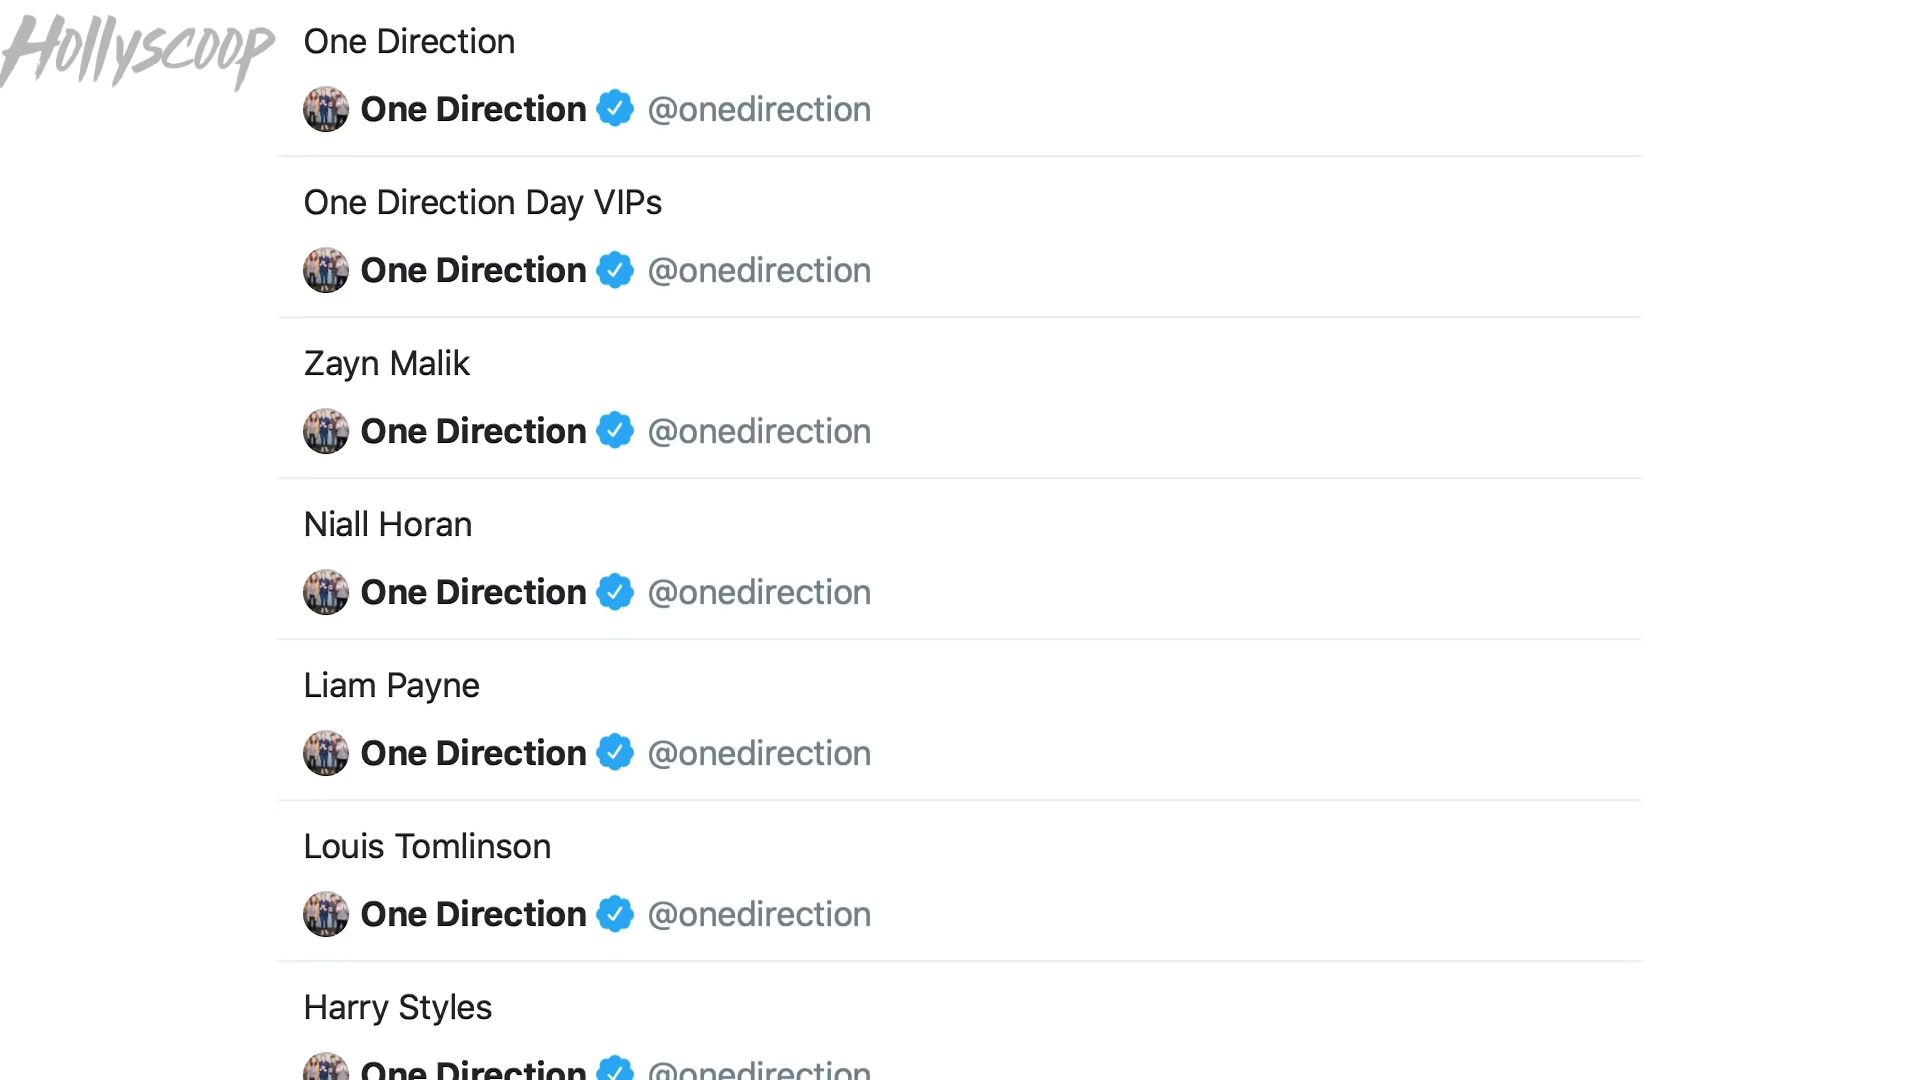 Hollyscoop
One Direction
One Direction @onedirection
One Direction Day VIPs
One Direction @onedirection
Zayn Malik
One Direction @onedirection
Niall Horan
One Direction @onedirection
Liam Payne
One Direction @onedirection
Louis Tomlinson
One Direction @onedirection
Harry Styles
One Direction @onedirection